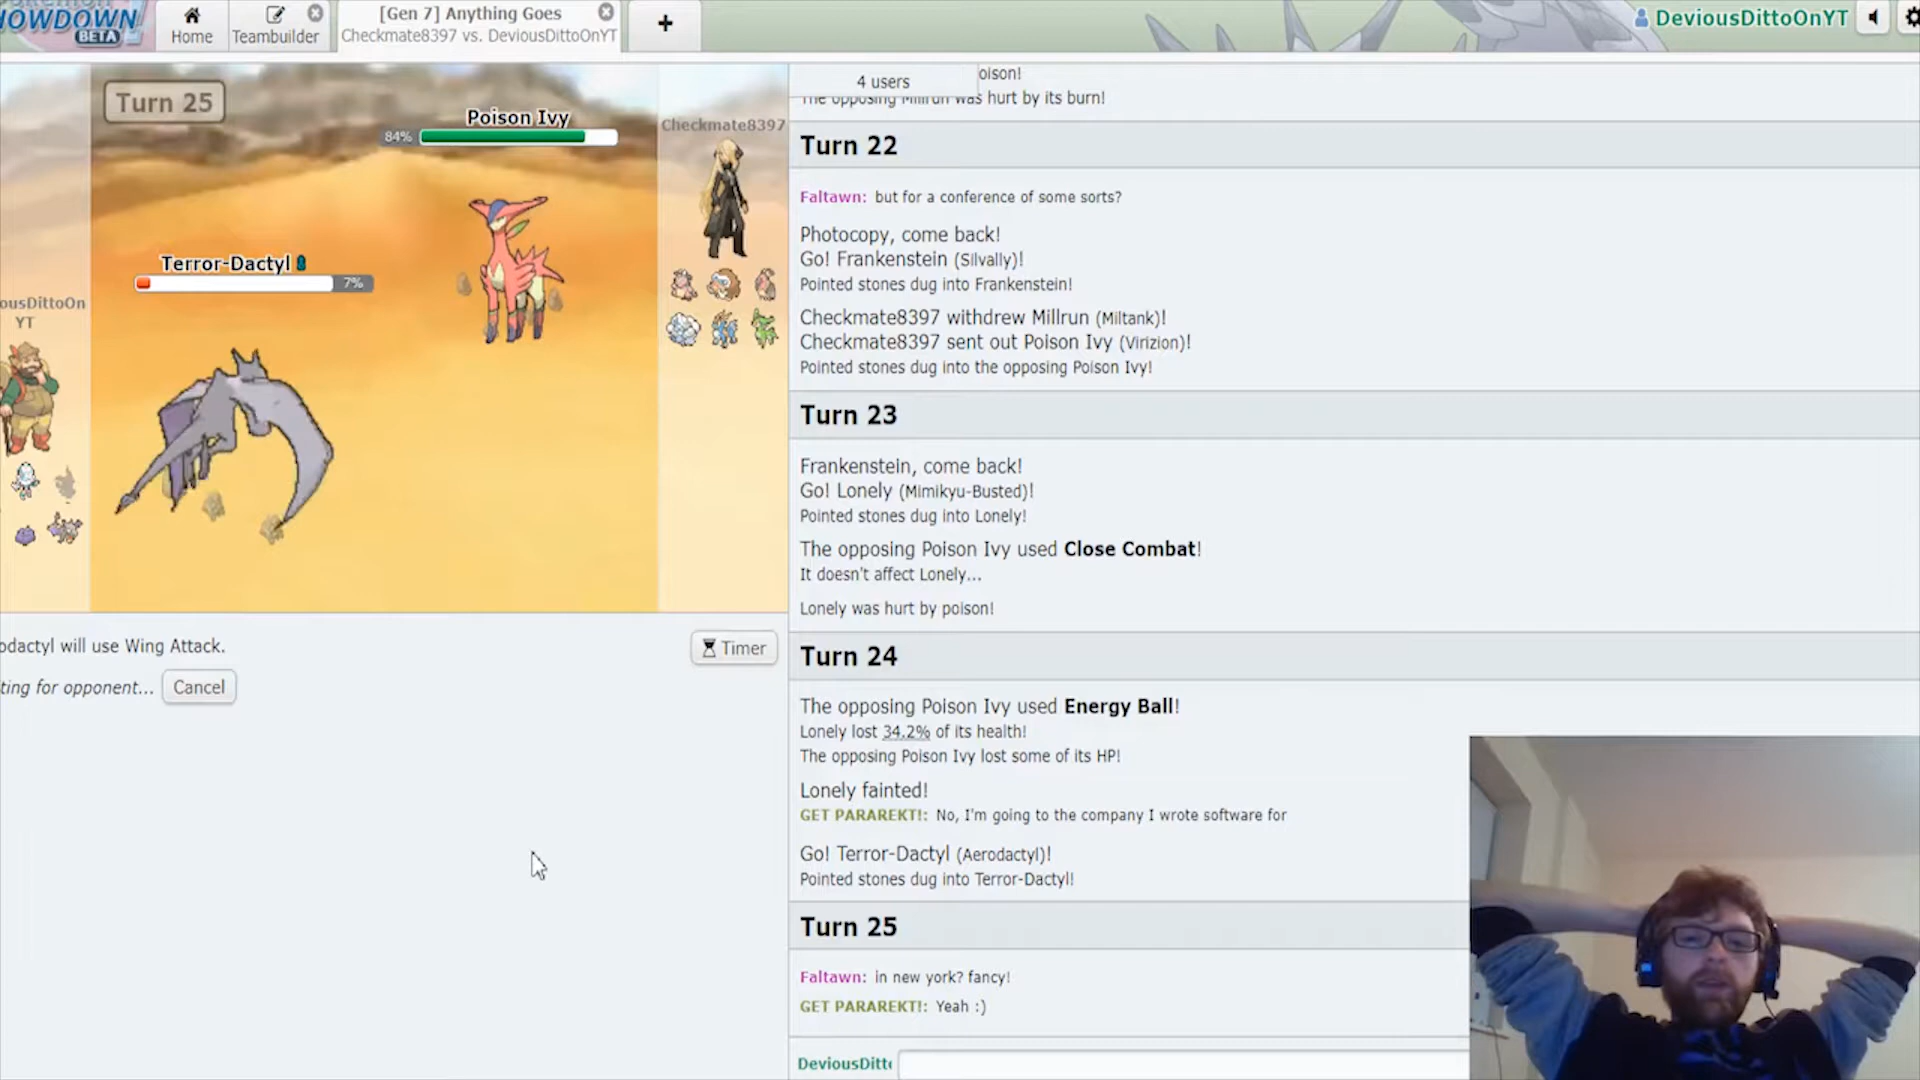 HOWDOWN!
BETA
Home
Teambuilder
[Gen 7] Anything Goes
Checkmate8397 vs. DeviousDittoOnYT
+
DeviousDittoOnYT
Turn 25
Poison Ivy
84%
Checkmate8397
Terror-Dactyl
7%
ousDittoOn
YT
odactyl will use Wing Attack.
Timer
ting for opponent...
Cancel
4 users
oison!
The opposing Millrun was hurt by its burn!
Turn 22
Faltawn: but for a conference of some sorts?
Photocopy, come back!
Go! Frankenstein (Silvally)!
Pointed stones dug into Frankenstein!
Checkmate8397 withdrew Millrun (Miltank)!
Checkmate8397 sent out Poison Ivy (Virizion)!
Pointed stones dug into the opposing Poison Ivy!
Turn 23
Frankenstein, come back!
Go! Lonely (Mimikyu-Busted)!
Pointed stones dug into Lonely!
The opposing Poison Ivy used Close Combat!
It doesn't affect Lonely...
Lonely was hurt by poison!
Turn 24
The opposing Poison Ivy used Energy Ball!
Lonely lost 34.2% of its health!
The opposing Poison Ivy lost some of its HP!
Lonely fainted!
GET PARAREKT!: No, I'm going to the company I wrote software for
Go! Terror-Dactyl (Aerodactyl)!
Pointed stones dug into Terror-Dactyl!
Turn 25
Faltawn: in new york? fancy!
GET PARAREKT!: Yeah :)
DeviousDitt